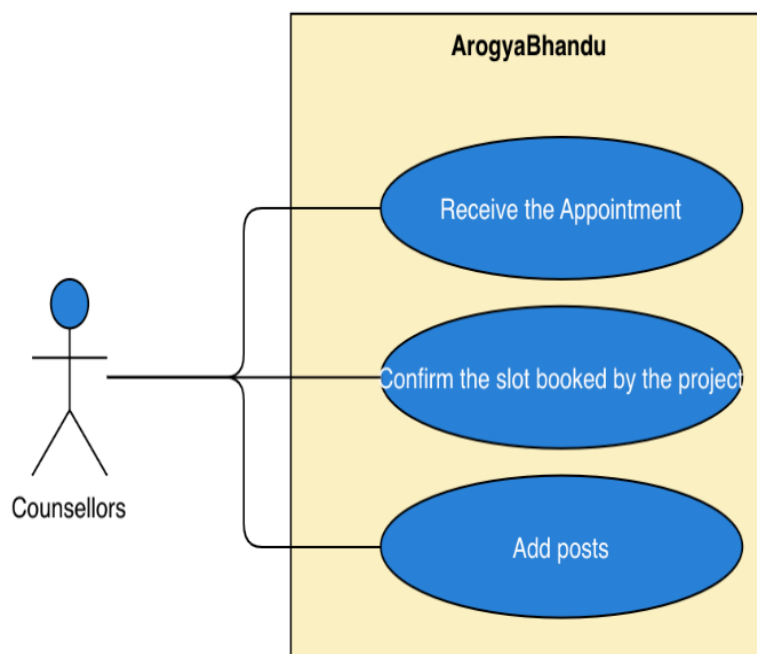 ArogyaBhandu
Receive the Appointment
Confirm the slot booked by the project
Add posts
Counsellors